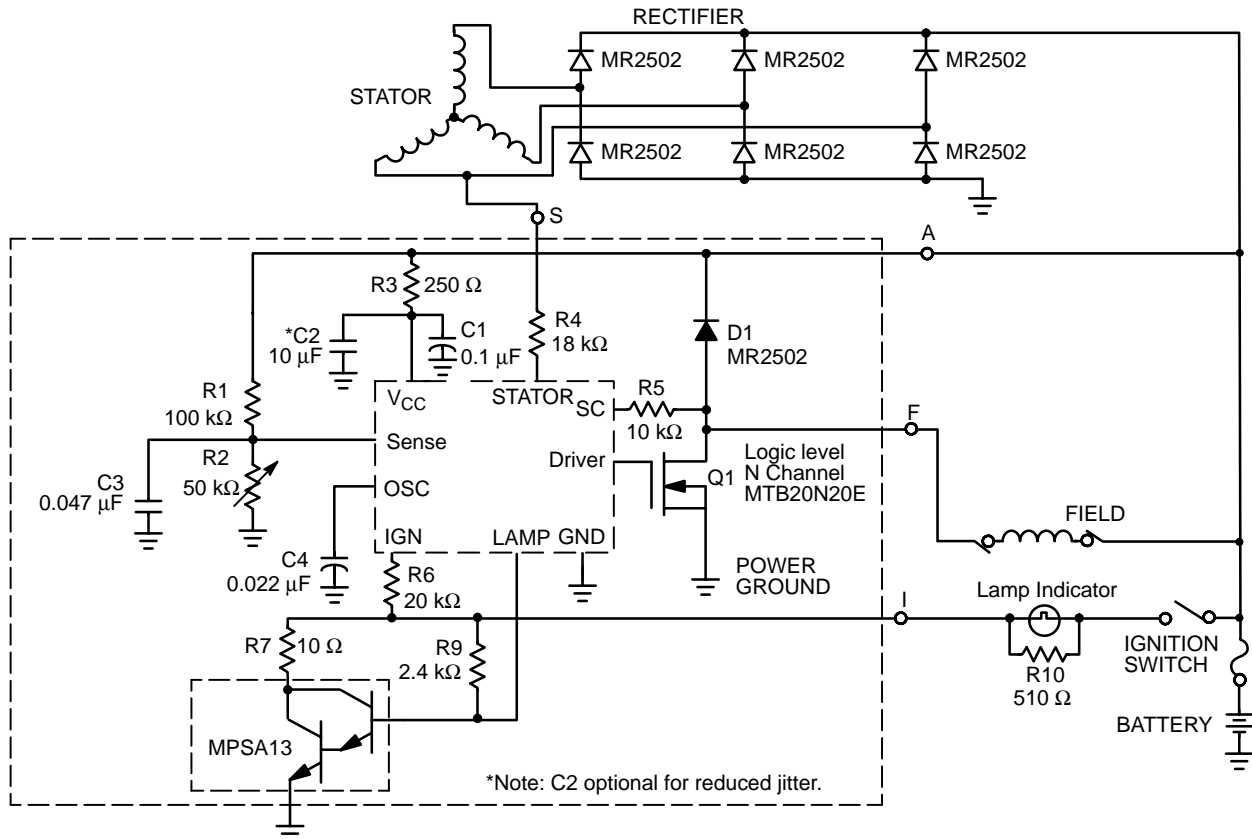 RECTIFIER
MR2502
MR2502
MR2502
STATOR
MR2502
MR2502
MR2502
S
A
R3
250 Ω
*C2
10 µF
C1
0.1 µF
R4
18 kΩ
D1
MR2502
R1
100 kΩ
VCC
STATOR
SC
R5
10 kΩ
F
Sense
R2
50 kΩ
Driver
Q1
Logic level
N Channel
MTB20N20E
C3
0.047 µF
OSC
FIELD
IGN
LAMP
GND
C4
0.022 µF
R6
20 kΩ
POWER
GROUND
I
Lamp Indicator
R7
10 Ω
R9
2.4 kΩ
IGNITION
SWITCH
R10
510 Ω
MPSA13
BATTERY
*Note: C2 optional for reduced jitter.